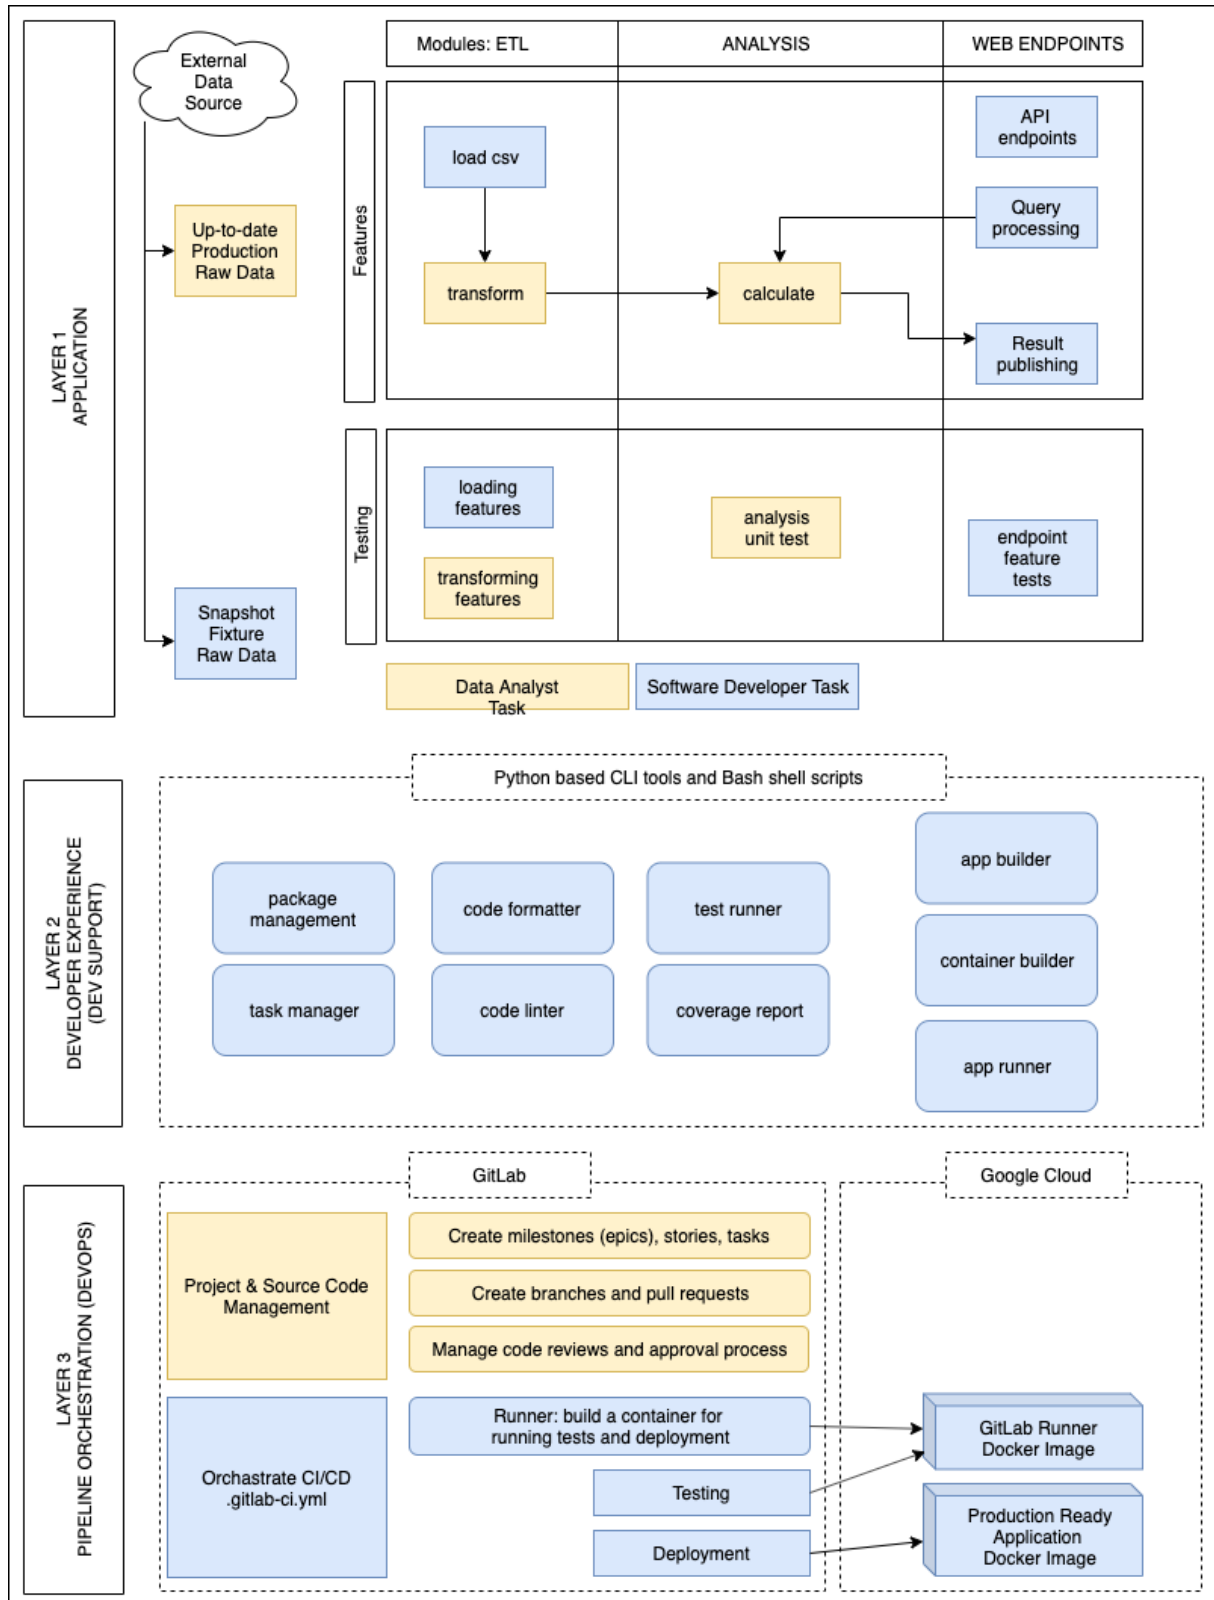 External
Data
Source
Modules: ETL
ANALYSIS
WEB ENDPOINTS
LAYER 1
APPLICATION
Features
load csv
API
endpoints
Up-to-date
Production
Raw Data
Query
processing
transform
calculate
Result
publishing
Testing
loading
features
analysis
unit test
endpoint
feature
tests
transforming
features
Snapshot
Fixture
Raw Data
Data Analyst
Task
Software Developer Task
LAYER 2
DEVELOPER EXPERIENCE
(DEV SUPPORT)
Python based CLI tools and Bash shell scripts
package
management
code formatter
test runner
app builder
task manager
code linter
coverage report
container builder
app runner
LAYER 3
PIPELINE ORCHESTRATION (DEVOPS)
GitLab
Google Cloud
Project & Source Code
Management
Create milestones (epics), stories, tasks
Create branches and pull requests
Manage code reviews and approval process
Orchastrate CI/CD
.gitlab-ci.yml
Runner: build a container for
running tests and deployment
Testing
Deployment
GitLab Runner
Docker Image
Production Ready
Application
Docker Image